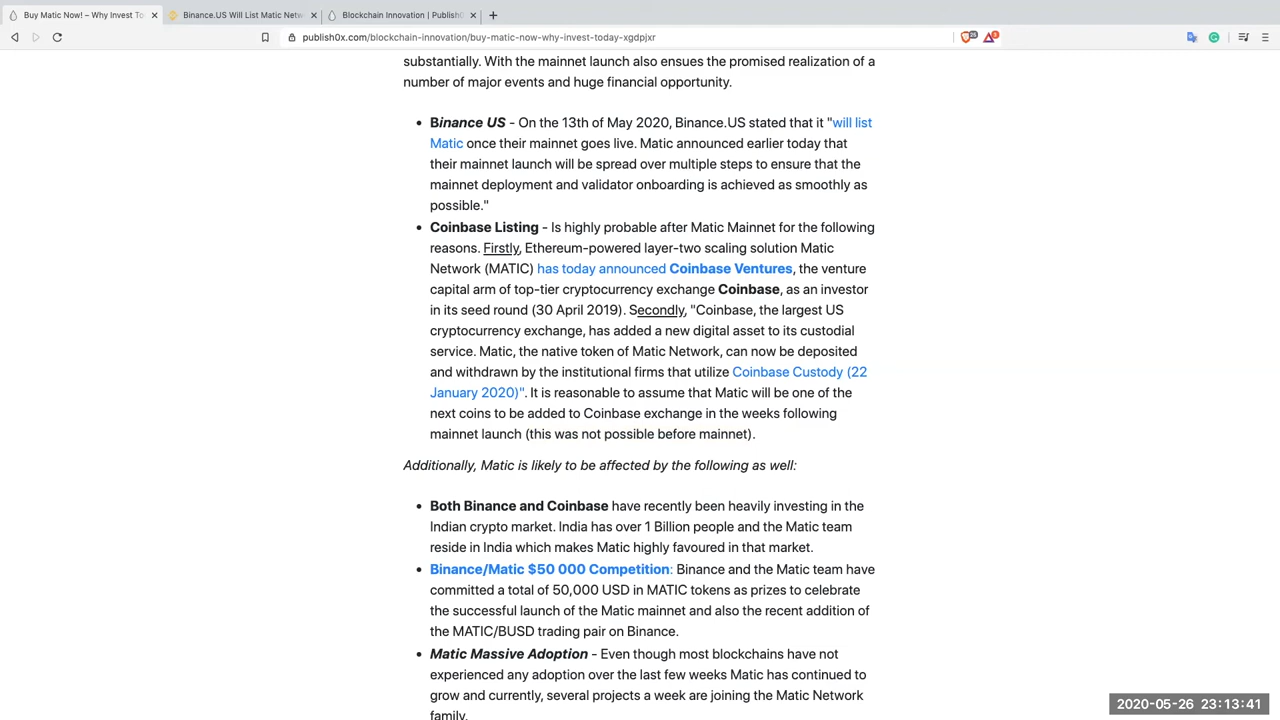 Buy Matic Now! – Why Invest To
Binance.US Will List Matic Netw
Blockchain Innovation | Publish0
publish0x.com/blockchain-innovation/buy-matic-now-why-invest-today-xgdpjxr
substantially. With the mainnet launch also ensures the promised realization of a
number of major events and huge financial opportunity.
• Binance US - On the 13th of May 2020, Binance.US stated that it "will list
Matic once their mainnet goes live. Matic announced earlier today that
their mainnet launch will be spread over multiple steps to ensure that the
mainnet deployment and validator onboarding is achieved as smoothly as
possible."
• Coinbase Listing - Is highly probable after Matic Mainnet for the following
reasons. Firstly, Ethereum-powered layer-two scaling solution Matic
Network (MATIC) has today announced Coinbase Ventures, the venture
capital arm of top-tier cryptocurrency exchange Coinbase, as an investor
in its seed round (30 April 2019). Secondly, "Coinbase, the largest US
cryptocurrency exchange, has added a new digital asset to its custodial
service. Matic, the native token of Matic Network, can now be deposited
and withdrawn by the institutional firms that utilize Coinbase Custody (22
January 2020)". It is reasonable to assume that Matic will be one of the
next coins to be added to Coinbase exchange in the weeks following
mainnet launch (this was not possible before mainnet).
Additionally, Matic is likely to be affected by the following as well:
• Both Binance and Coinbase have recently been heavily investing in the
Indian crypto market. India has over 1 Billion people and the Matic team
reside in India which makes Matic highly favoured in that market.
• Binance/Matic $50 000 Competition: Binance and the Matic team have
committed a total of 50,000 USD in MATIC tokens as prizes to celebrate
the successful launch of the Matic mainnet and also the recent addition of
the MATIC/BUSD trading pair on Binance.
• Matic Massive Adoption - Even though most blockchains have not
experienced any adoption over the last few weeks Matic has continued to
grow and currently, several projects a week are joining the Matic Network
family.
2020-05-26 23:13:41